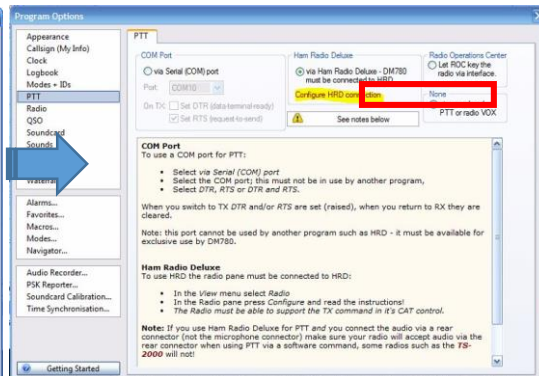 Program Options
Appearance
Callsign (My Info)
Clock
Logbook
Modes + IDs
PTT
Radio
QSO
Soundcard
Sounds
Waterfall
Alarms...
Favorites...
Macros...
Modes...
Navigator...
Audio Recorder...
PSK Reporter...
Soundcard Calibration...
Time Synchronisation...
Getting Started
PTT
COM Port
via Serial (COM) port
Port: COM10
On TX: Set DTR (data-terminal-ready)
Set RTS (request-to-send)
Ham Radio Deluxe
via Ham Radio Deluxe - DM780
must be connected to HRD
Configure HRD connection
See notes below
Radio Operations Center
Let ROC key the
radio via interface.
None
PTT or radio VOX
COM Port
To use a COM port for PTT:
• Select via Serial (COM) port
• Select the COM port; this must not be in use by another program,
• Select DTR, RTS or DTR and RTS.
When you switch to TX DTR and/or RTS are set (raised), when you return to RX they are
cleared.
Note: this port cannot be used by another program such as HRD - it must be available for
exclusive use by DM780.
Ham Radio Deluxe
To use HRD the radio pane must be connected to HRD:
• In the View menu select Radio
• In the Radio pane press Configure and read the instructions!
• The Radio must be able to support the TX command in it's CAT control.
Note: If you use Ham Radio Deluxe for PTT and you connect the audio via a rear
connector (not the microphone connector) make sure your radio will accept audio via the
rear connector when using PTT via a software command, some radios such as the TS-
2000 will not!